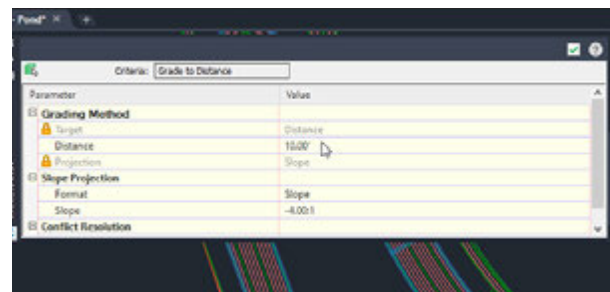 Pond* × +
Criteria: Grade to Distance
Parameter Value
Grading Method
Target Distance
Distance 10.00'
Projection Slope
Slope Projection
Format Slope
Slope -4.00:1
Conflict Resolution